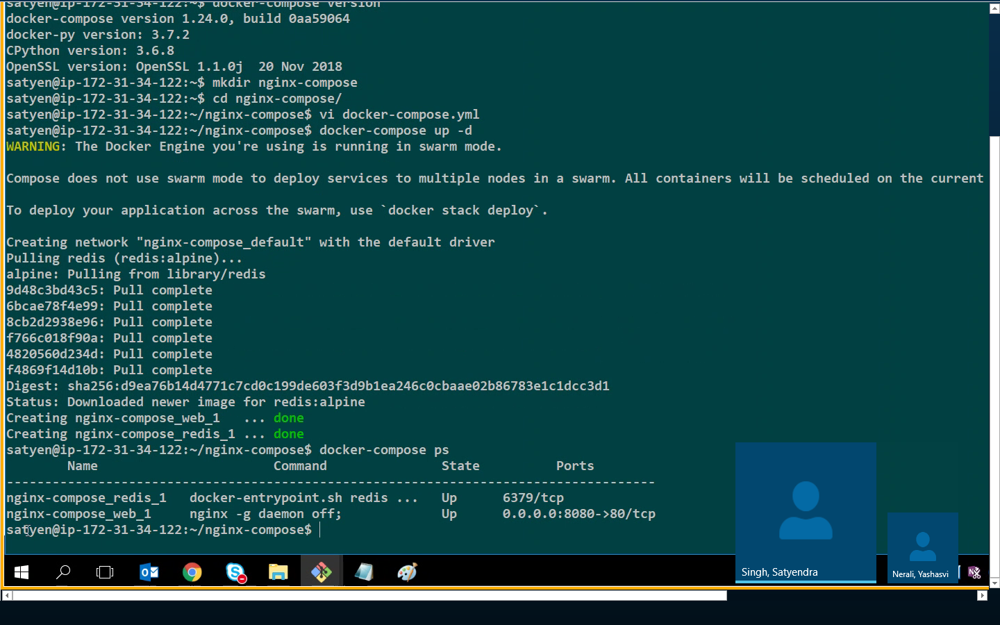 satyen@ip-172-31-34-122:~$ docker-compose version
docker-compose version 1.24.0, build 0aa59064
docker-py version: 3.7.2
CPython version: 3.6.8
OpenSSL version: OpenSSL 1.1.0j  20 Nov 2018
satyen@ip-172-31-34-122:~$ mkdir nginx-compose
satyen@ip-172-31-34-122:~$ cd nginx-compose/
satyen@ip-172-31-34-122:~/nginx-compose$ vi docker-compose.yml
satyen@ip-172-31-34-122:~/nginx-compose$ docker-compose up -d
WARNING: The Docker Engine you're using is running in swarm mode.
Compose does not use swarm mode to deploy services to multiple nodes in a swarm. All containers will be scheduled on the current
To deploy your application across the swarm, use `docker stack deploy`.
Creating network "nginx-compose_default" with the default driver
Pulling redis (redis:alpine)...
alpine: Pulling from library/redis
9d48c3bd43c5: Pull complete
6bcae78f4e99: Pull complete
8cb2d2938e96: Pull complete
f766c018f90a: Pull complete
4820560d234d: Pull complete
f4869f14d10b: Pull complete
Digest: sha256:d9ea76b14d4771c7cd0c199de603f3d9b1ea246c0cbaae02b86783e1c1dcc3d1
Status: Downloaded newer image for redis:alpine
Creating nginx-compose_web_1   ... done
Creating nginx-compose_redis_1 ... done
satyen@ip-172-31-34-122:~/nginx-compose$ docker-compose ps
Name                       Command               State          Ports
-------------------------------------------------------------------------------------
nginx-compose_redis_1   docker-entrypoint.sh redis ...   Up      6379/tcp
nginx-compose_web_1     nginx -g daemon off;             Up      0.0.0.0:8080->80/tcp
satyen@ip-172-31-34-122:~/nginx-compose$
Singh, Satyendra
Nerali, Yashasvi